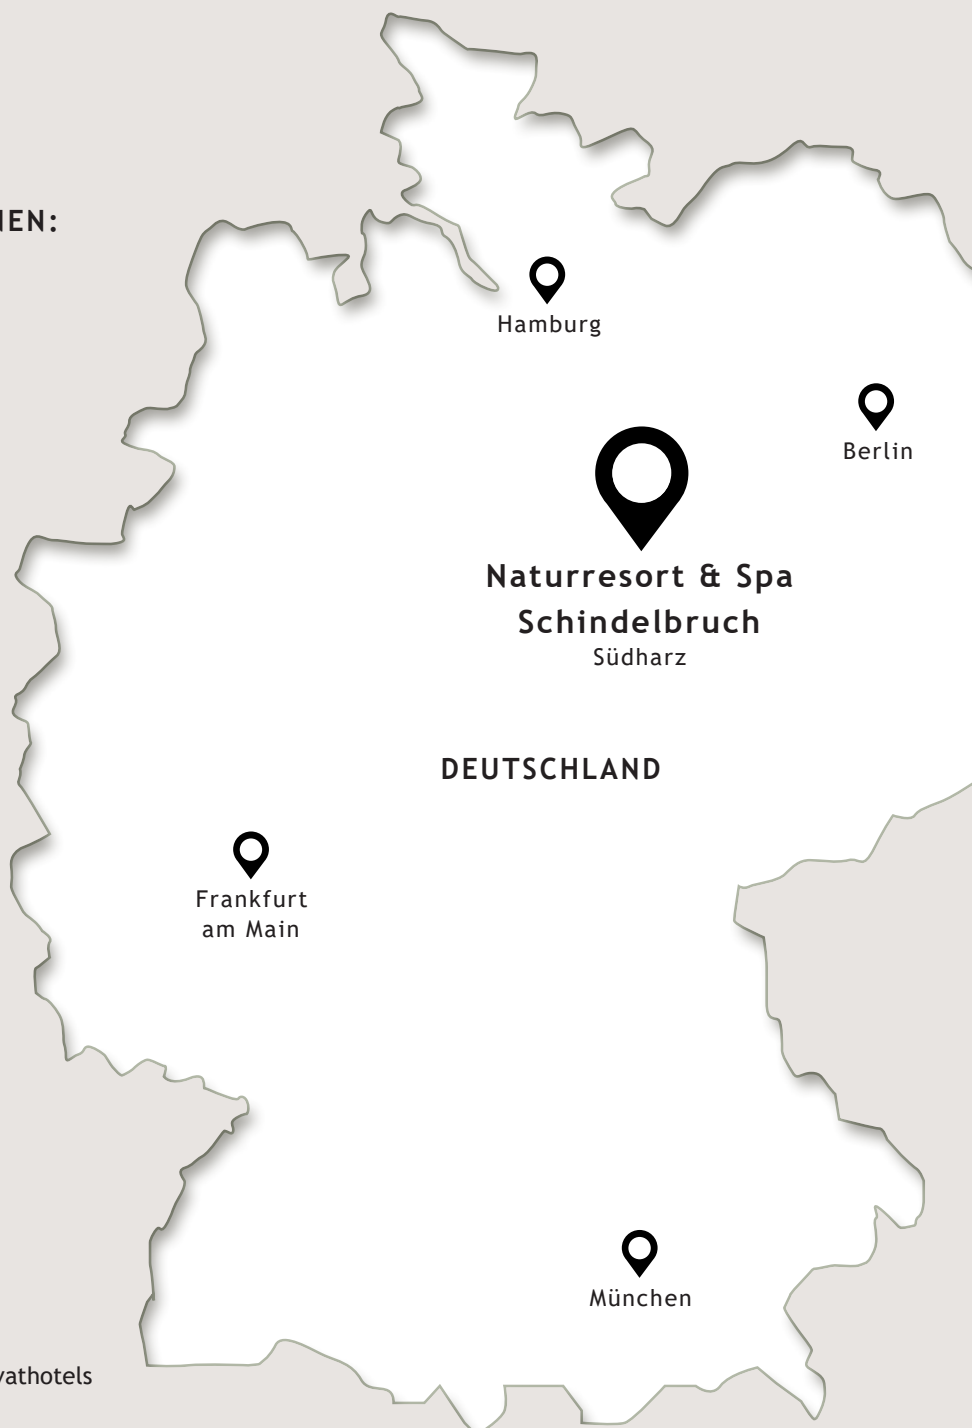 NEN:
Hamburg
Berlin
Naturresort & Spa
Schindelbruch
Südharz
DEUTSCHLAND
Frankfurt
am Main
München
vathotels